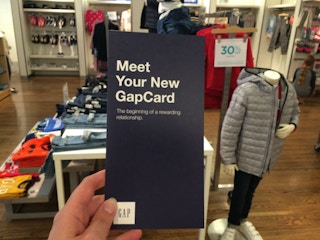 Meet
Your New
GapCard
The beginning of a rewarding
relationship.
GAP
30